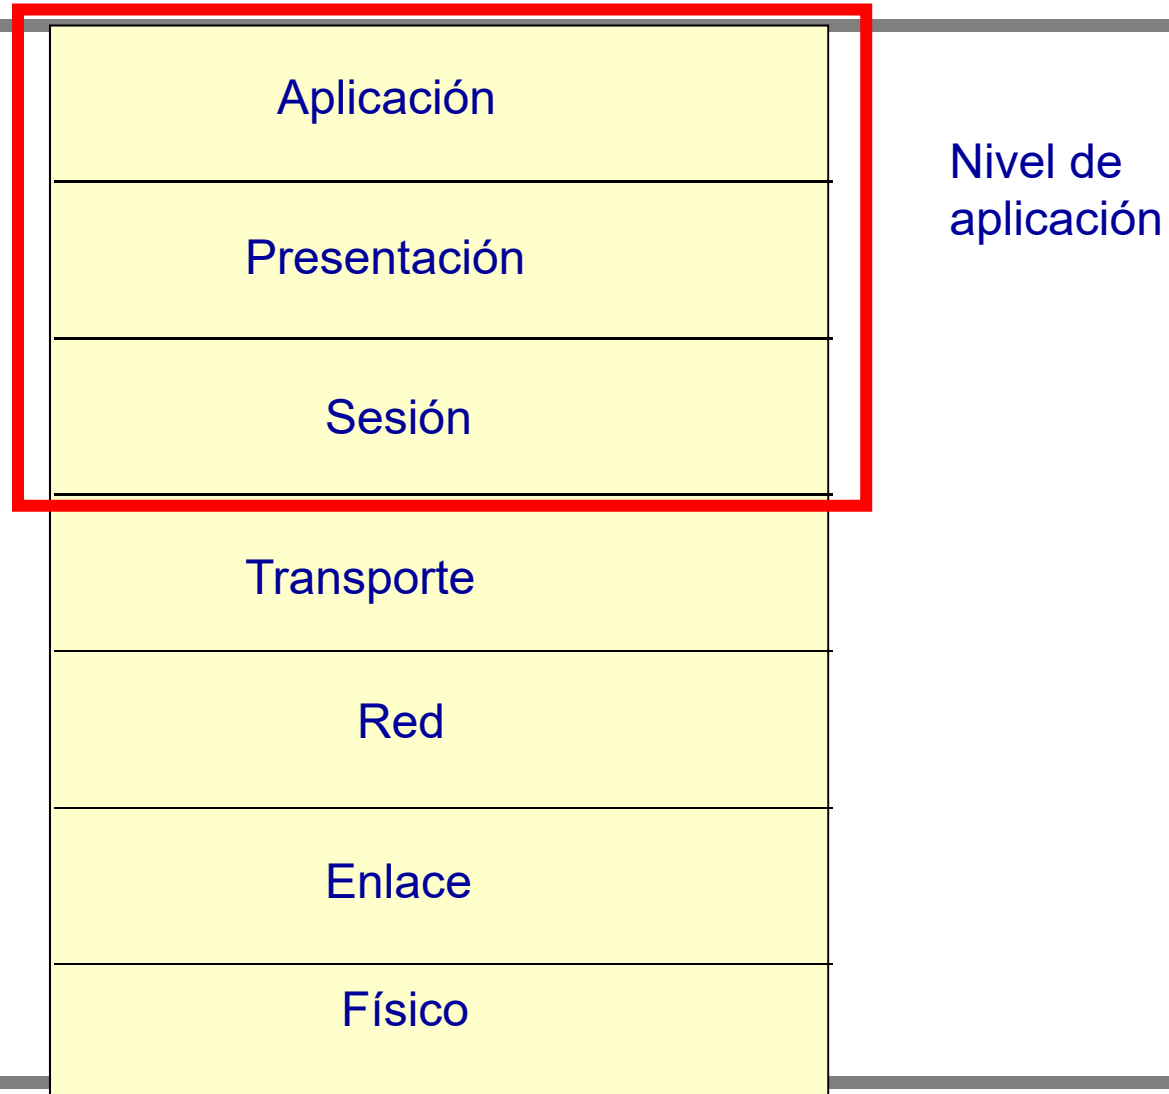 Aplicación
Nivel de
aplicación
Presentación
Sesión
Transporte
Red
Enlace
Físico